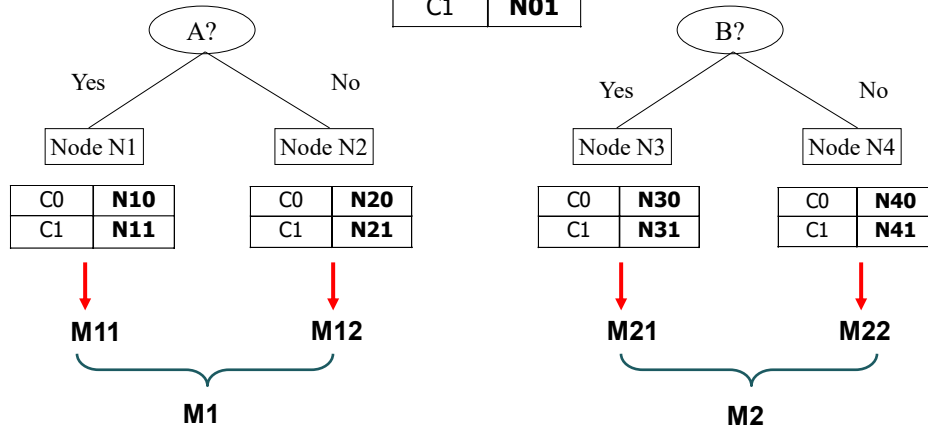 C1 N01
A? B?
Yes No Yes No
Node N1 Node N2 Node N3 Node N4
C0 N10 C0 N20 C0 N30 C0 N40
C1 N11 C1 N21 C1 N31 C1 N41
M11 M12 M21 M22
M1 M2